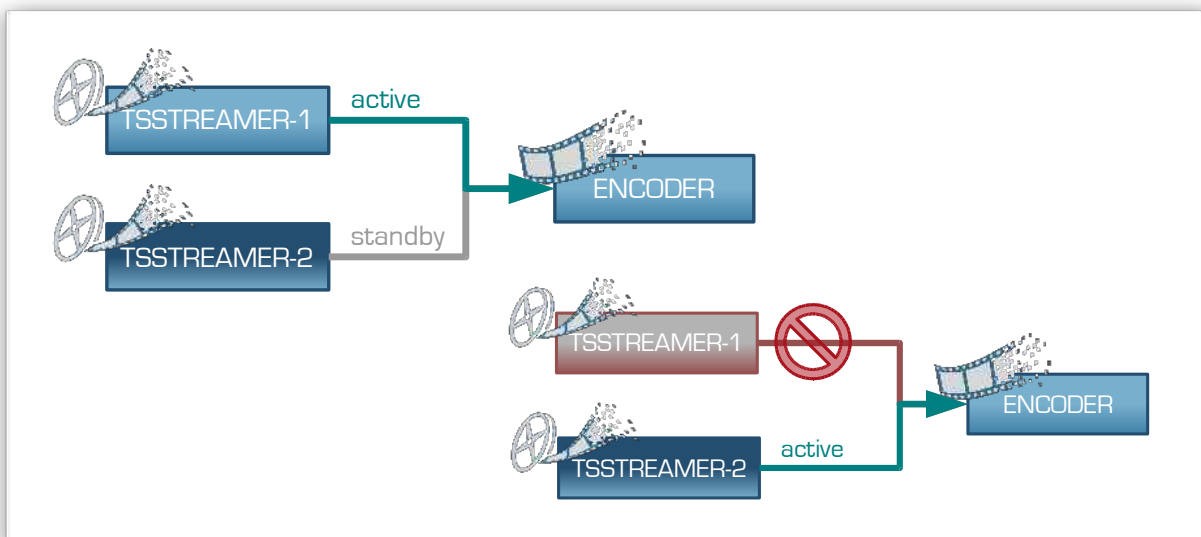 TSSTREAMER-1
active
ENCODER
TSSTREAMER-2
standby
TSSTREAMER-1
ENCODER
TSSTREAMER-2
active